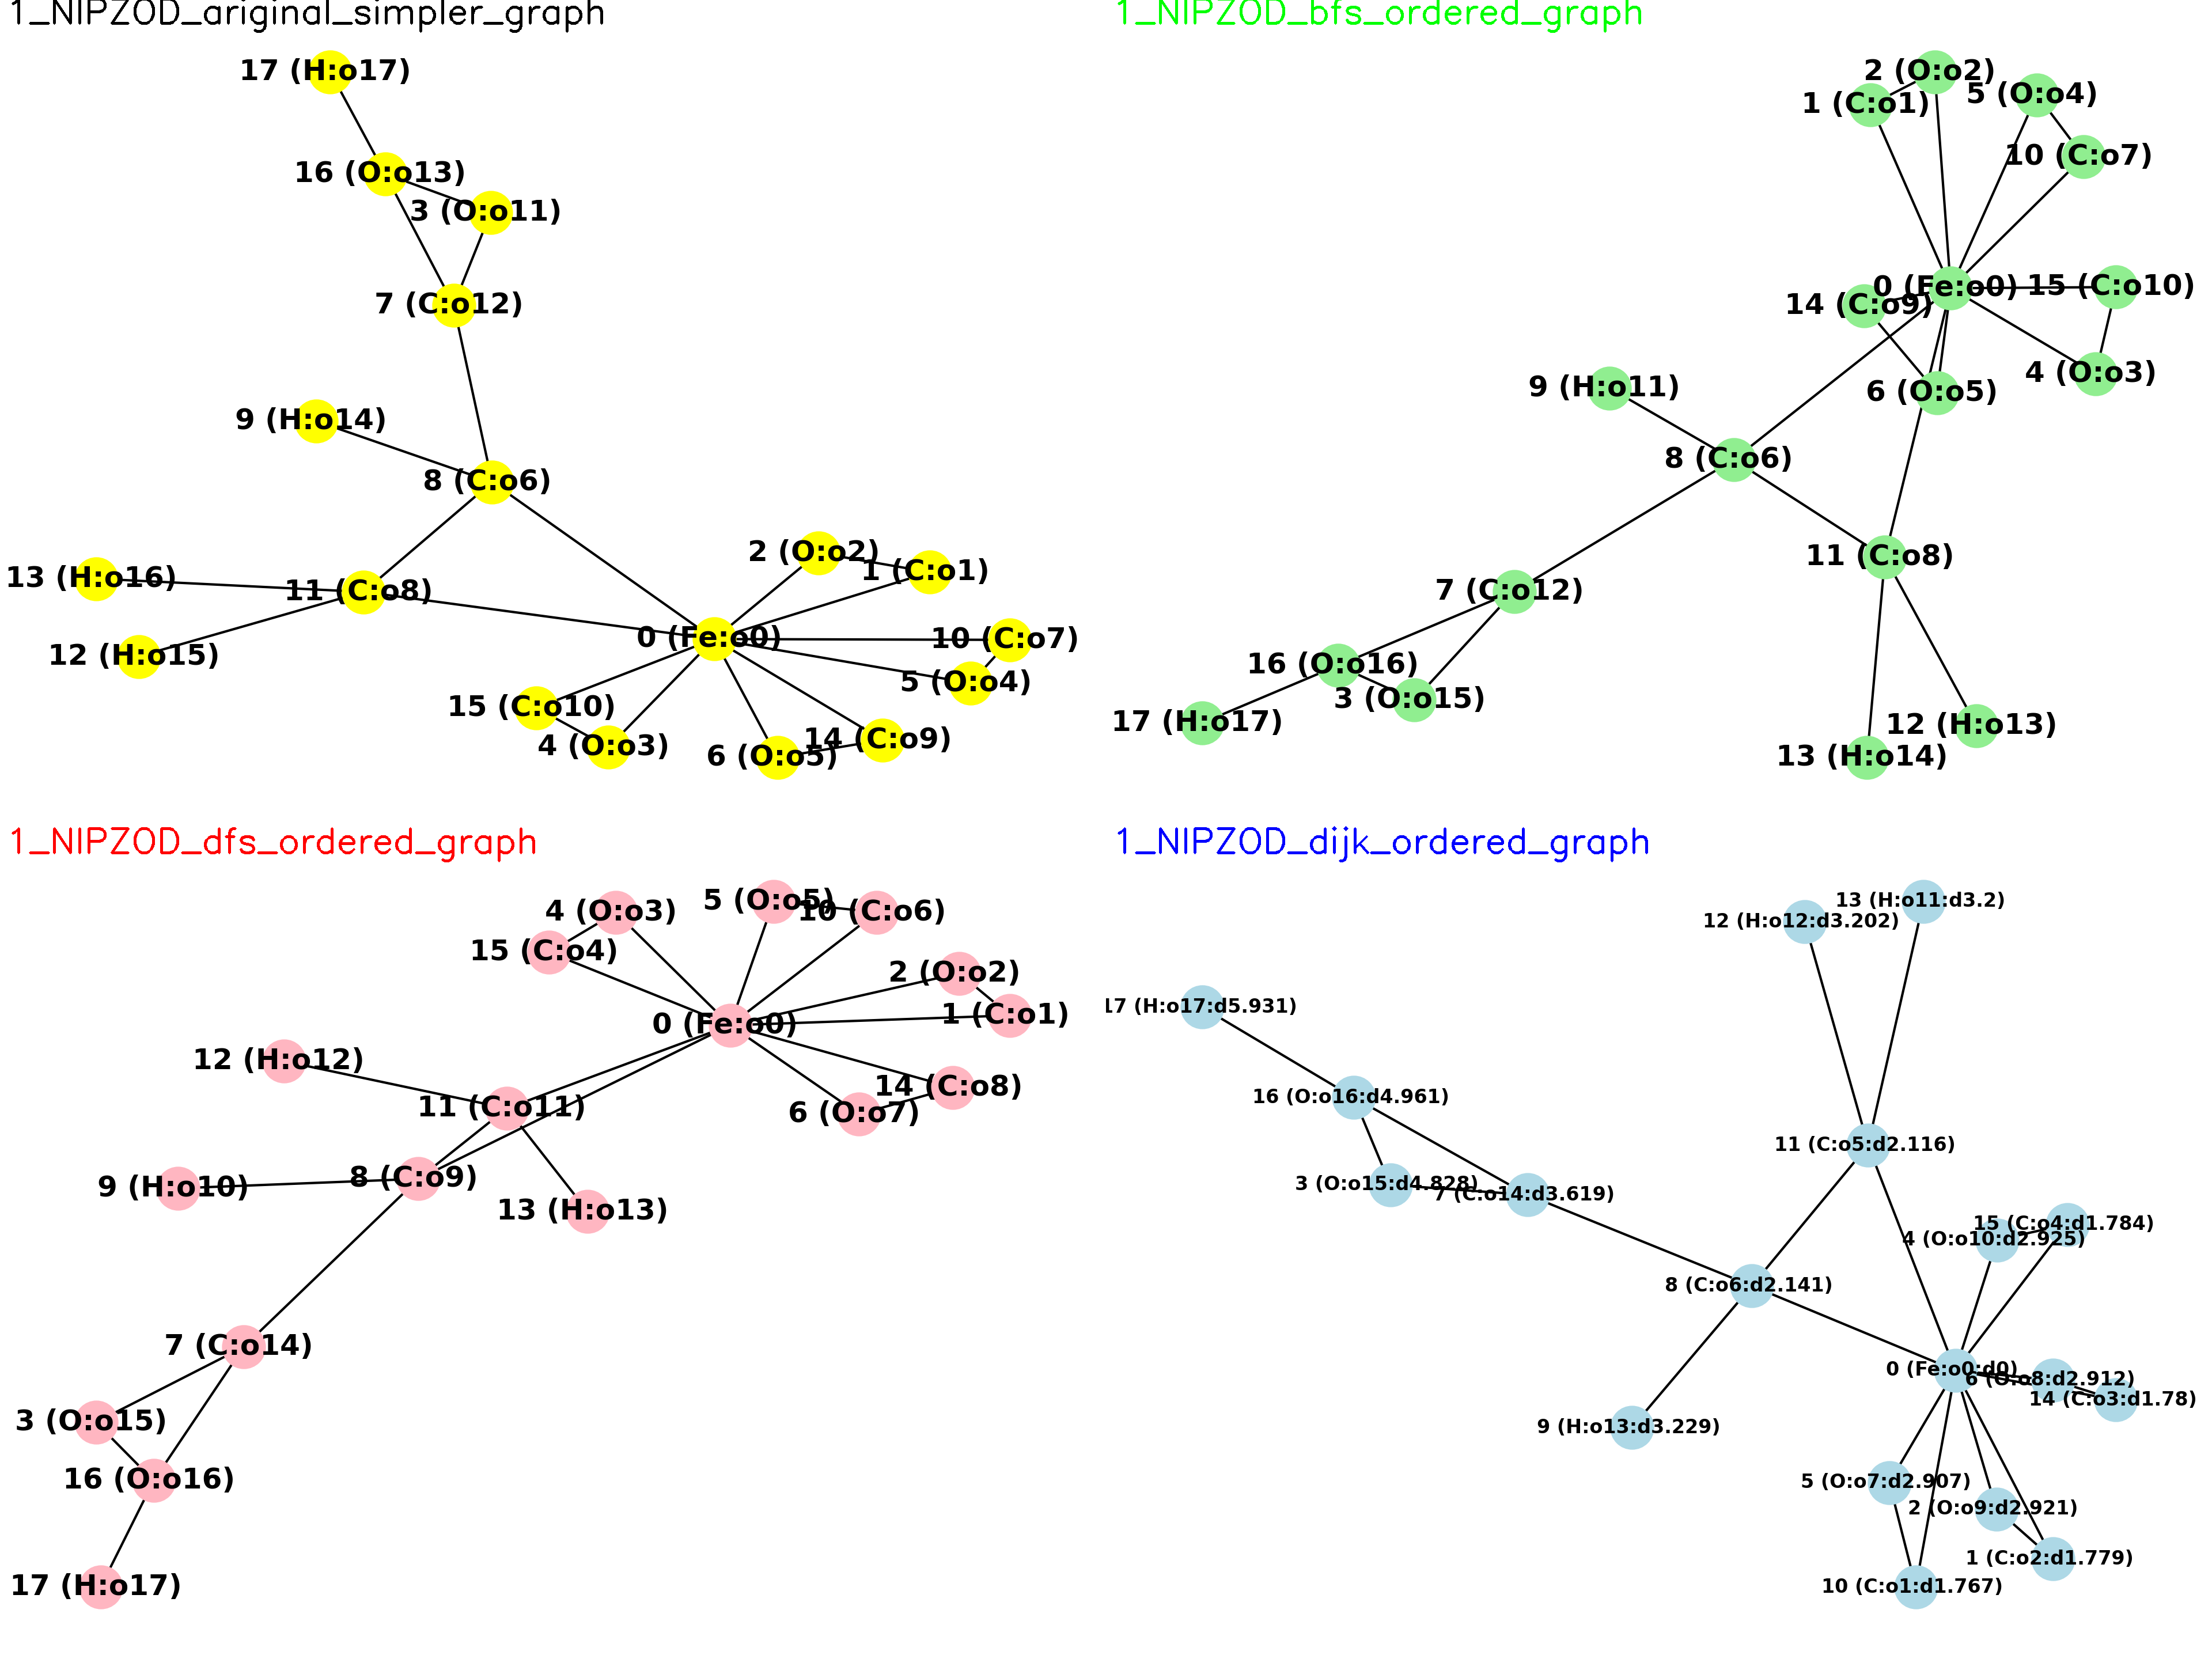 1_NIPZOD_ariginal_simpler_graph
17 (H:o17)
16 (O:o13)
3 (O:o11)
7 (C:o12)
9 (H:o14)
8 (C:o6)
2 (O:o2)
1 (C:o1)
13 (H:o16)
11 (C:o8)
0 (Fe:o0)
10 (C:o7)
12 (H:o15)
5 (O:o4)
15 (C:o10)
14 (C:o9)
4 (O:o3)
6 (O:o5)
1_NIPZOD_bfs_ordered_graph
2 (O:o2)
5 (O:o4)
1 (C:o1)
10 (C:o7)
0 (Fe:o0)
15 (C:o10)
14 (C:o9)
4 (O:o3)
9 (H:o11)
6 (O:o5)
8 (C:o6)
11 (C:o8)
7 (C:o12)
16 (O:o16)
3 (O:o15)
17 (H:o17)
12 (H:o13)
13 (H:o14)
1_NIPZOD_dfs_ordered_graph
5 (O:o5)
4 (O:o3)
10 (C:o6)
15 (C:o4)
2 (O:o2)
1 (C:o1)
0 (Fe:o0)
12 (H:o12)
14 (C:o8)
11 (C:o11)
6 (O:o7)
8 (C:o9)
9 (H:o10)
13 (H:o13)
7 (C:o14)
3 (O:o15)
16 (O:o16)
17 (H:o17)
1_NIPZOD_dijk_ordered_graph
13 (H:o11:d3.2)
12 (H:o12:d3.202)
17 (H:o17:d5.931)
16 (O:o16:d4.961)
11 (C:o5:d2.116)
3 (O:o15:d4.828)
7 (C:o14:d3.619)
15 (C:o4:d1.784)
4 (O:o10:d2.925)
8 (C:o6:d2.141)
0 (Fe:o0:d0)
6 (O:o8:d2.912)
14 (C:o3:d1.78)
9 (H:o13:d3.229)
5 (O:o7:d2.907)
2 (O:o9:d2.921)
1 (C:o2:d1.779)
10 (C:o1:d1.767)